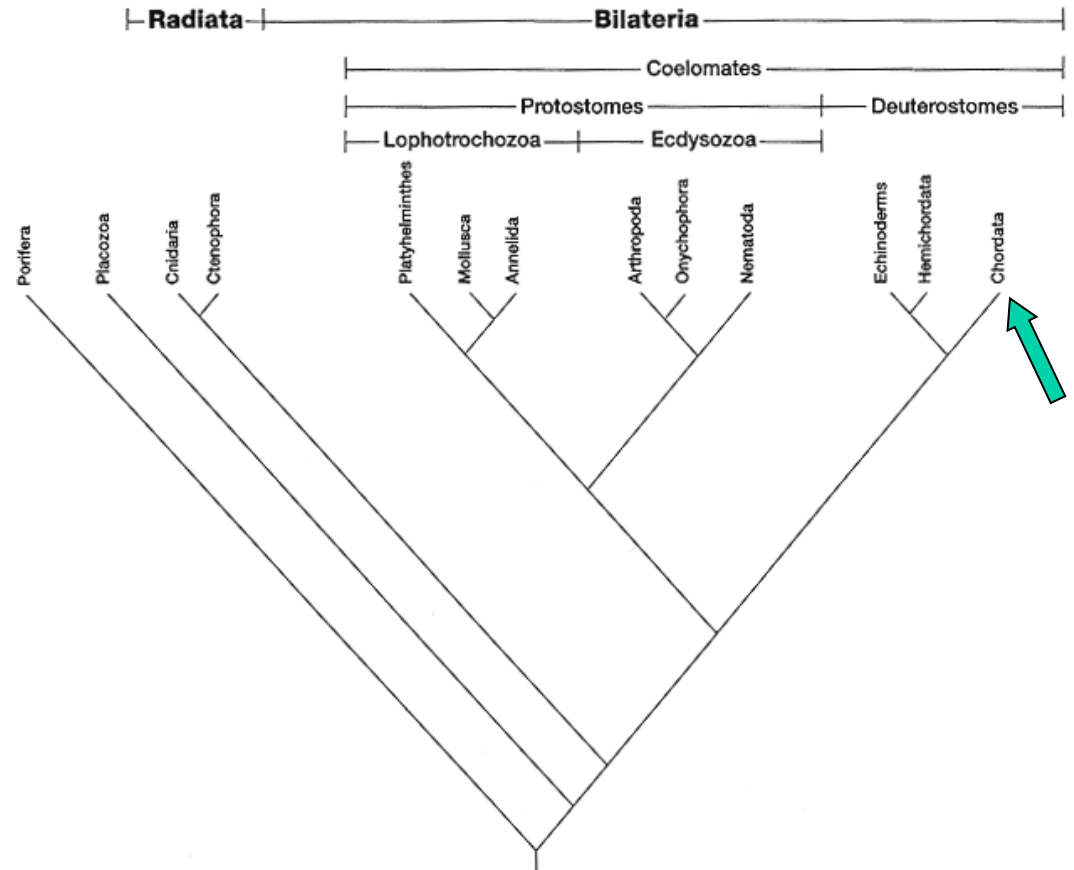 Radiata Bilateria
Coelomates
Protostomes Deuterostomes
Lophotrochozoa Ecdysozoa
Porifera
Placozoa
Cnidaria
Ctenophora
Platyhelminthes
Mollusca
Annelida
Arthropoda
Onychophora
Nematoda
Echinoderms
Hemichordata
Chordata